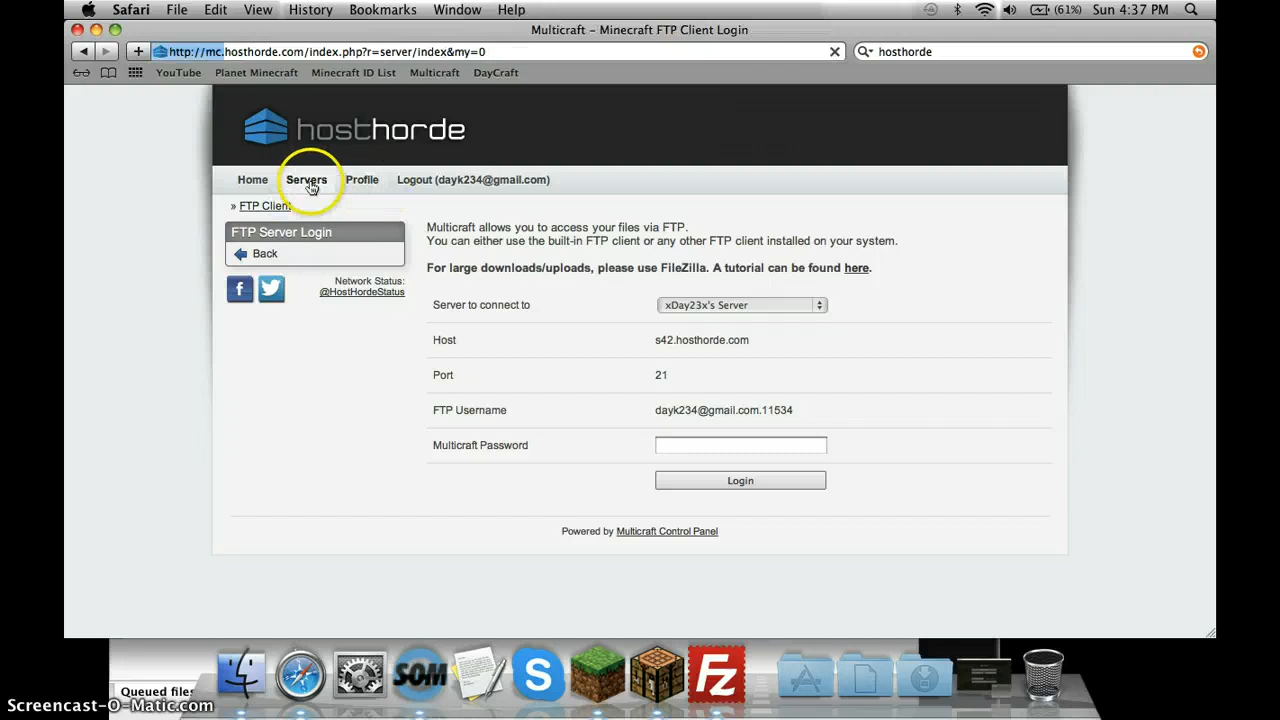 Safari File Edit View History Bookmarks Window Help (61%) Sun 4:37 PM
Multicraft – Minecraft FTP Client Login
http://mc.hosthorde.com/index.php?r=server/index&my=0 hosthorde
YouTube Planet Minecraft Minecraft ID List Multicraft DayCraft
hosthorde
Home Servers Profile Logout (dayk234@gmail.com)
» FTP Client
FTP Server Login
Back
Network Status:
@HostHordeStatus
Multicraft allows you to access your files via FTP.
You can either use the built-in FTP client or any other FTP client installed on your system.
For large downloads/uploads, please use FileZilla. A tutorial can be found here.
Server to connect to xDay23x's Server
Host s42.hosthorde.com
Port 21
FTP Username dayk234@gmail.com.11534
Multicraft Password
Login
Powered by Multicraft Control Panel
SOM
S
Fz
Queued files
Screencast-O-Matic.com